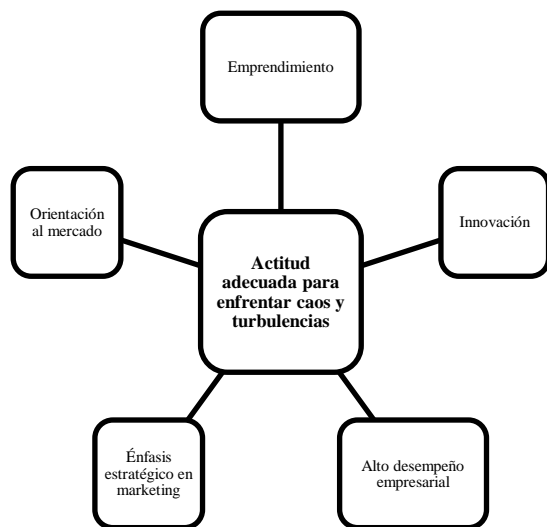 Emprendimiento
Orientación
al mercado
Innovación
Actitud
adecuada para
enfrentar caos y
turbulencias
Énfasis
estratégico en
marketing
Alto desempeño
empresarial